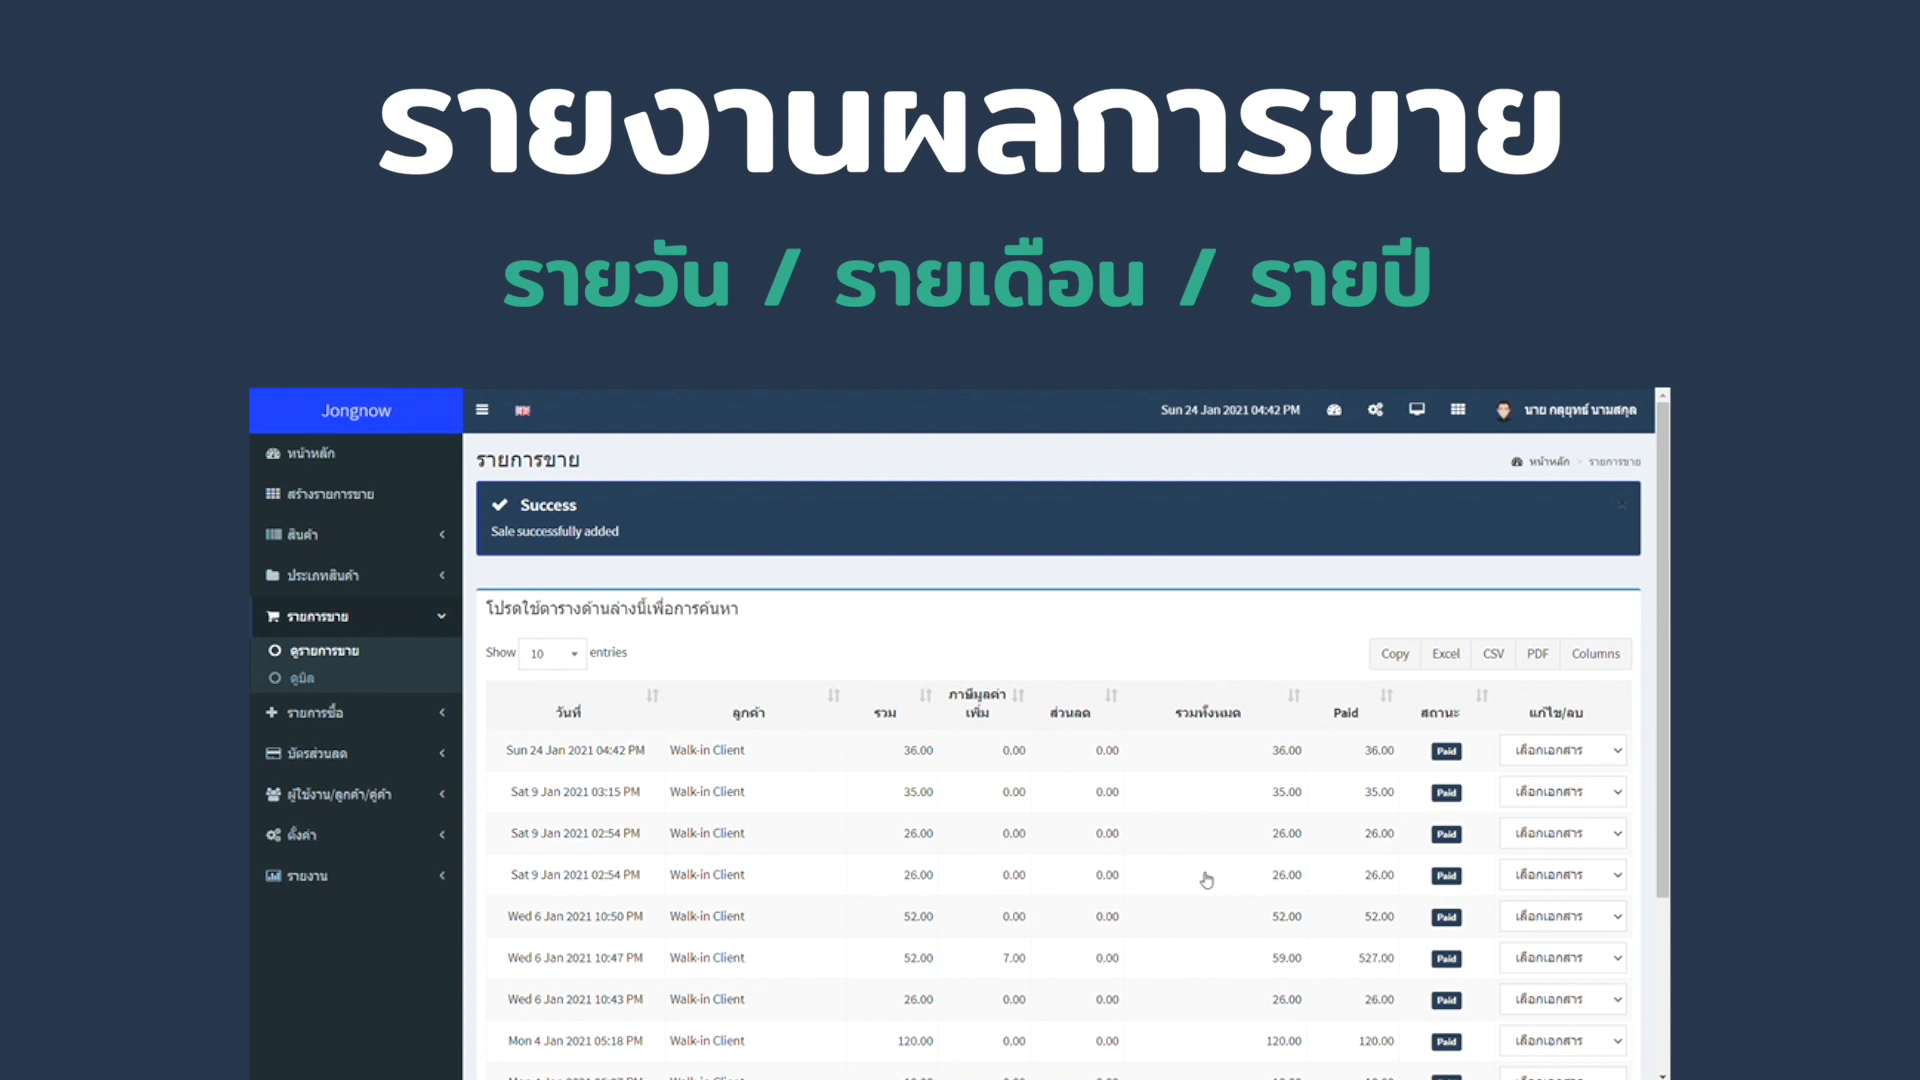 รายงานผลการขาย
รายวัน / รายเดือน / รายปี
Jongnow
Sun 24 Jan 2021 04:42 PM
นาย กตุยุทธ์ นามสกุล
หน้าหลัก
สร้างรายการขาย
สินค้า
ประเภทสินค้า
รายการขาย
ดูรายการขาย
ดูบิล
รายการซื้อ
บัตรส่วนลด
ผู้ใช้งาน/ลูกค้า/คู่ค้า
ตั้งค่า
รายงาน
รายการขาย
หน้าหลัก > รายการขาย
Success
Sale successfully added
โปรดใช้ตารางด้านล่างนี้เพื่อการค้นหา
Show 10 entries
Copy Excel CSV PDF Columns
วันที่ ลูกค้า รวม ภาษีมูลค่าเพิ่ม ส่วนลด รวมทั้งหมด Paid สถานะ แก้ไข/ลบ
Sun 24 Jan 2021 04:42 PM Walk-in Client 36.00 0.00 0.00 36.00 36.00 Paid เลือกเอกสาร
Sat 9 Jan 2021 03:15 PM Walk-in Client 35.00 0.00 0.00 35.00 35.00 Paid เลือกเอกสาร
Sat 9 Jan 2021 02:54 PM Walk-in Client 26.00 0.00 0.00 26.00 26.00 Paid เลือกเอกสาร
Sat 9 Jan 2021 02:54 PM Walk-in Client 26.00 0.00 0.00 26.00 26.00 Paid เลือกเอกสาร
Wed 6 Jan 2021 10:50 PM Walk-in Client 52.00 0.00 0.00 52.00 52.00 Paid เลือกเอกสาร
Wed 6 Jan 2021 10:47 PM Walk-in Client 52.00 7.00 0.00 59.00 527.00 Paid เลือกเอกสาร
Wed 6 Jan 2021 10:43 PM Walk-in Client 26.00 0.00 0.00 26.00 26.00 Paid เลือกเอกสาร
Mon 4 Jan 2021 05:18 PM Walk-in Client 120.00 0.00 0.00 120.00 120.00 Paid เลือกเอกสาร